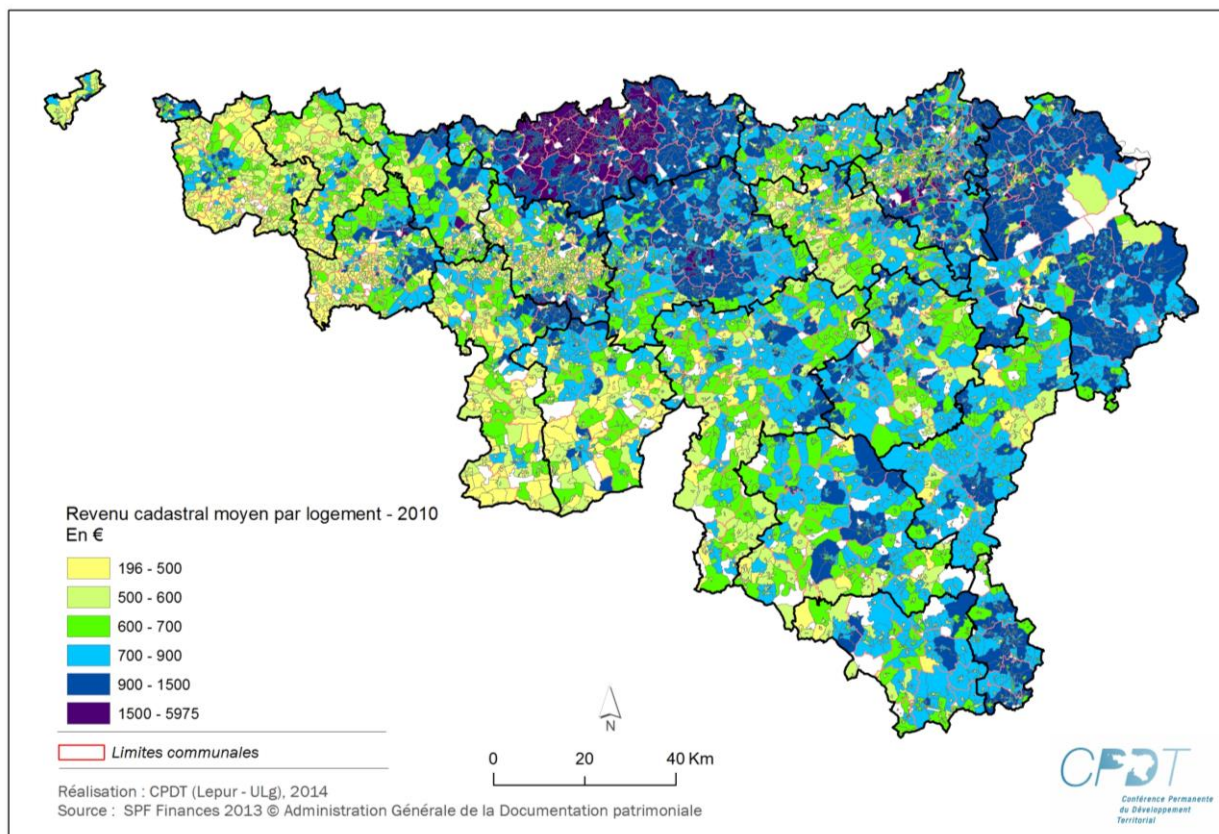 Revenu cadastral moyen par logement - 2010
En €
196 - 500
500 - 600
600 - 700
700 - 900
900 - 1500
1500 - 5975
Limites communales
N
0 20 40 Km
Réalisation : CPDT (Lepur - ULg), 2014
Source : SPF Finances 2013 © Administration Générale de la Documentation patrimoniale
CPDT
Conférence Permanente
du Développement
Territorial